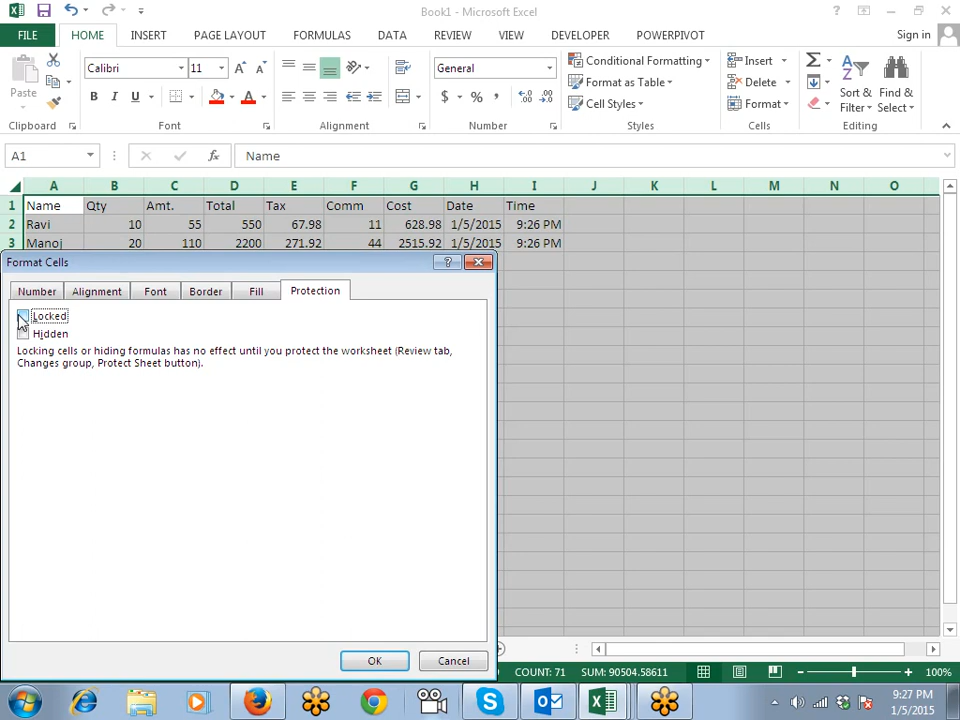 Book1 - Microsoft Excel
FILE HOME INSERT PAGE LAYOUT FORMULAS DATA REVIEW VIEW DEVELOPER POWERPIVOT Sign in
Paste
Calibri 11
B I U A
General
$ % ,
Conditional Formatting
Format as Table
Cell Styles
Insert
Delete
Format
Sort & Filter
Find & Select
Clipboard Font Alignment Number Styles Cells Editing
A1 fx Name
A B C D E F G H I J K L M N O
1 Name Qty Amt. Total Tax Comm Cost Date Time
2 Ravi 10 55 550 67.98 11 628.98 1/5/2015 9:26 PM
3 Manoj 20 110 2200 271.92 44 2515.92 1/5/2015 9:26 PM
Format Cells
Number Alignment Font Border Fill Protection
Locked
Hidden
Locking cells or hiding formulas has no effect until you protect the worksheet (Review tab,
Changes group, Protect Sheet button).
OK Cancel
COUNT: 71 SUM: 90504.58611 100%
9:27 PM
1/5/2015